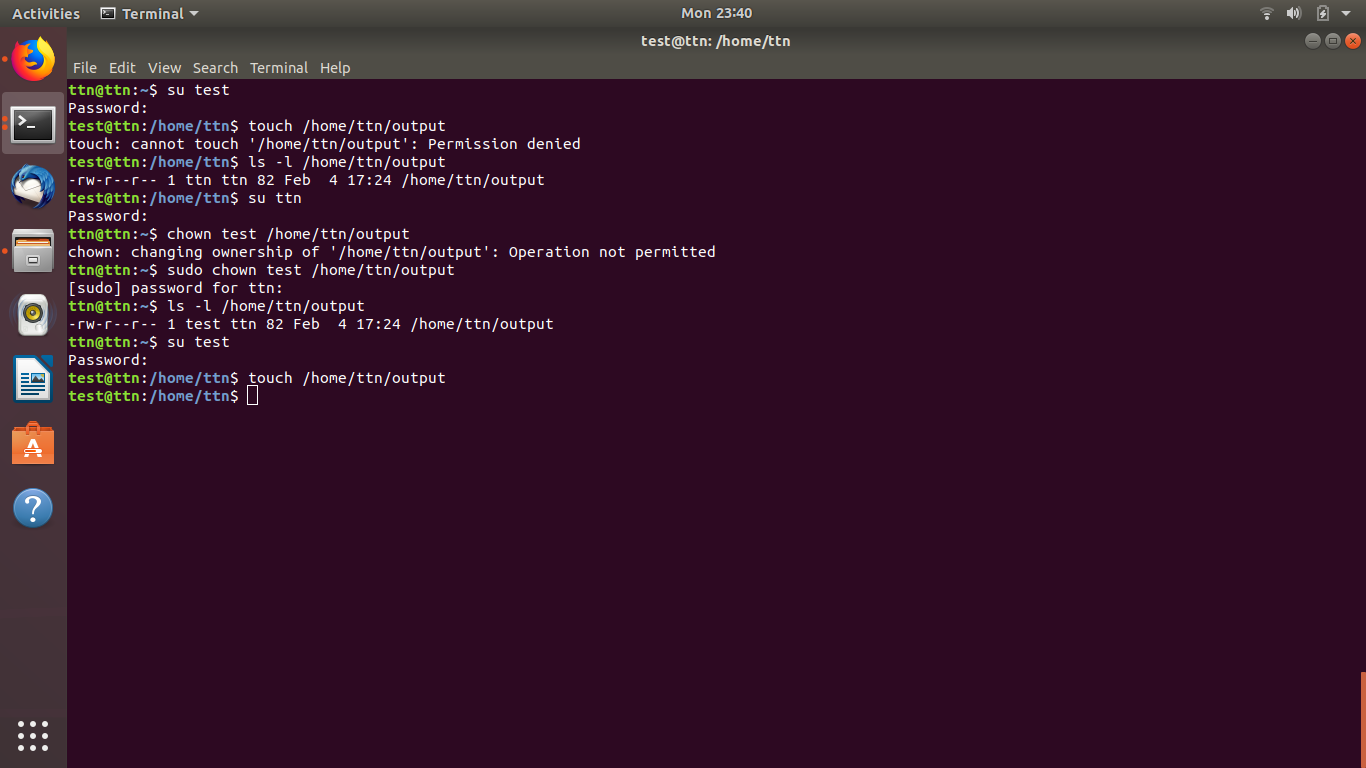 Activities Terminal Mon 23:40
test@ttn: /home/ttn
File Edit View Search Terminal Help
ttn@ttn:~$ su test
Password:
test@ttn:/home/ttn$ touch /home/ttn/output
touch: cannot touch '/home/ttn/output': Permission denied
test@ttn:/home/ttn$ ls -l /home/ttn/output
-rw-r--r-- 1 ttn ttn 82 Feb  4 17:24 /home/ttn/output
test@ttn:/home/ttn$ su ttn
Password:
ttn@ttn:~$ chown test /home/ttn/output
chown: changing ownership of '/home/ttn/output': Operation not permitted
ttn@ttn:~$ sudo chown test /home/ttn/output
[sudo] password for ttn:
ttn@ttn:~$ ls -l /home/ttn/output
-rw-r--r-- 1 test ttn 82 Feb  4 17:24 /home/ttn/output
ttn@ttn:~$ su test
Password:
test@ttn:/home/ttn$ touch /home/ttn/output
test@ttn:/home/ttn$